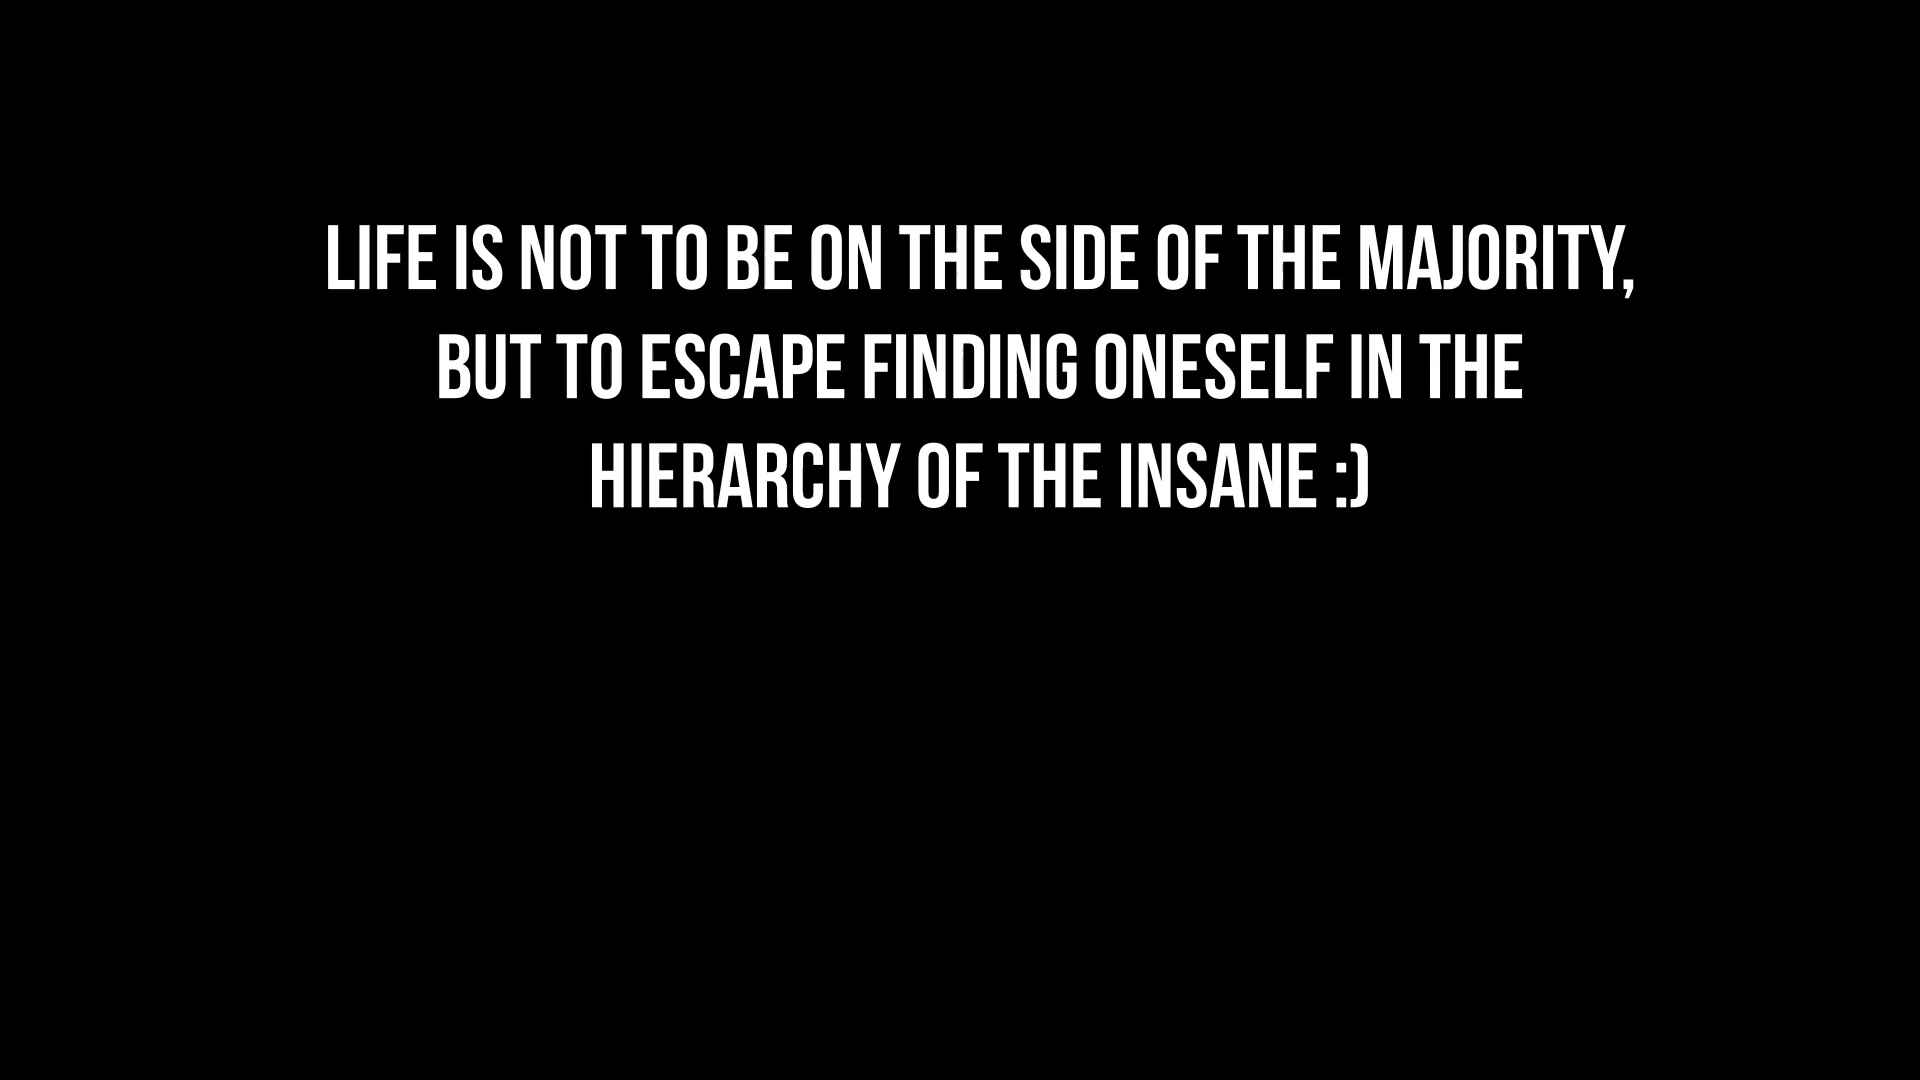 LIFE IS NOT TO BE ON THE SIDE OF THE MAJORITY,
BUT TO ESCAPE FINDING ONESELF IN THE
HIERARCHY OF THE INSANE :)